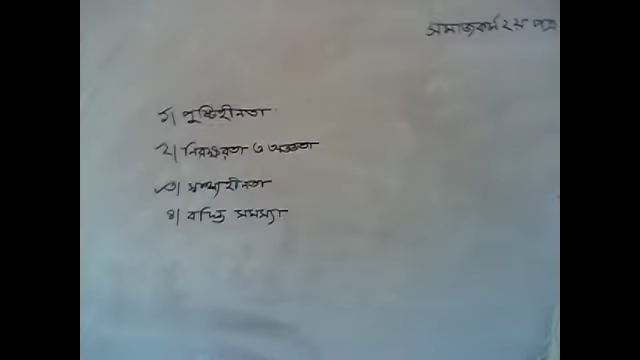 সমাজকর্ম ২য় পত্র
১| পুষ্টিহীনতা
২| নিরক্ষরতা ও অজ্ঞতা
৩| স্বাস্থ্যহীনতা
৪| বস্তি সমস্যা